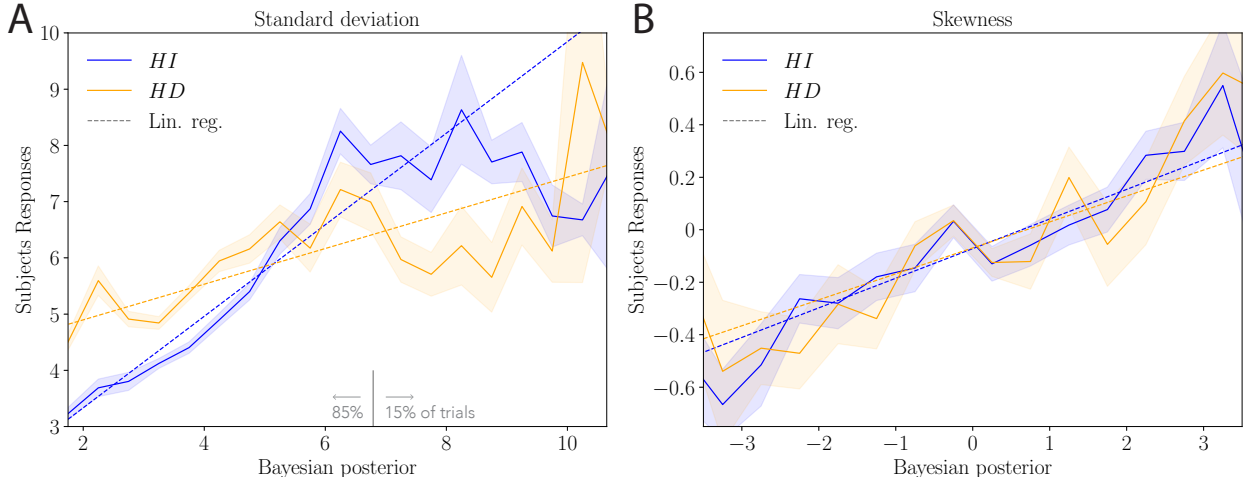 A
Standard deviation
HI
HD
Lin. reg.
10
9
8
7
6
5
4
3
Subjects Responses
85%
15% of trials
2
4
6
8
10
Bayesian posterior
B
Skewness
HI
HD
Lin. reg.
0.6
0.4
0.2
0
−0.2
−0.4
−0.6
Subjects Responses
−3
−2
−1
0
1
2
3
Bayesian posterior